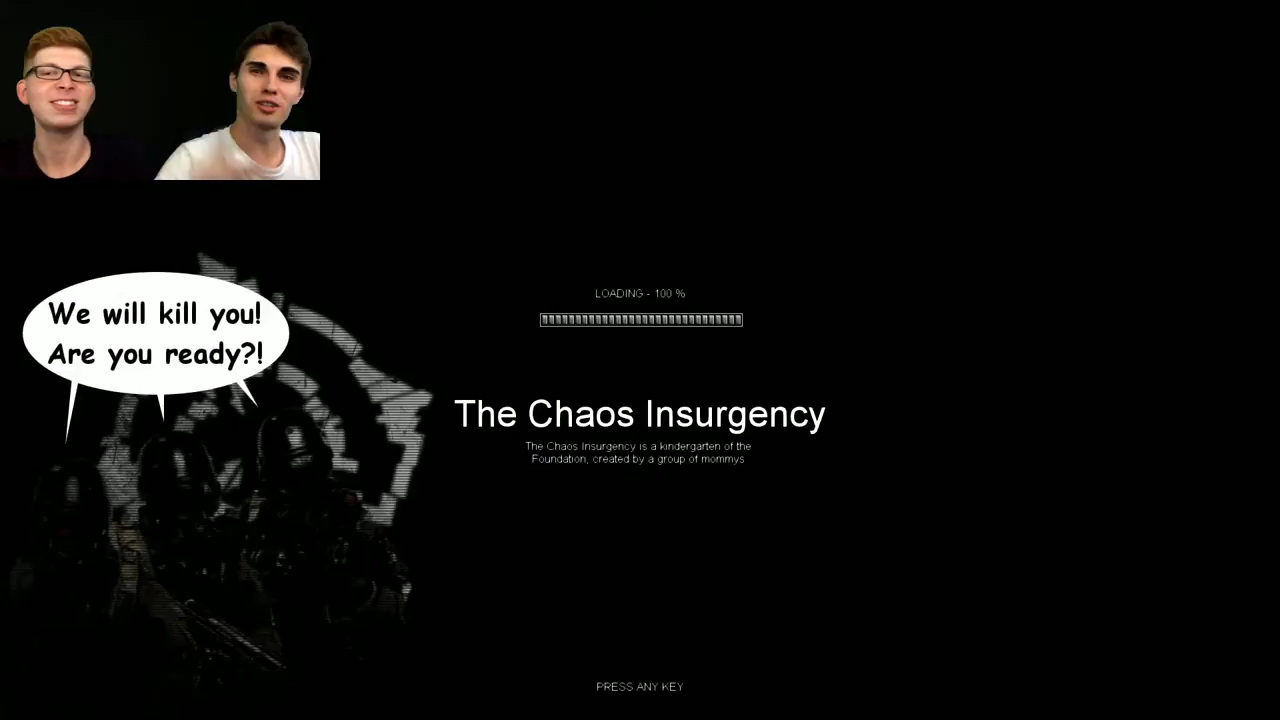 We will kill you!
Are you ready?!
LOADING - 100 %
The Chaos Insurgency
The Chaos Insurgency is a kindergarten of the
Foundation, created by a group of mommys
PRESS ANY KEY